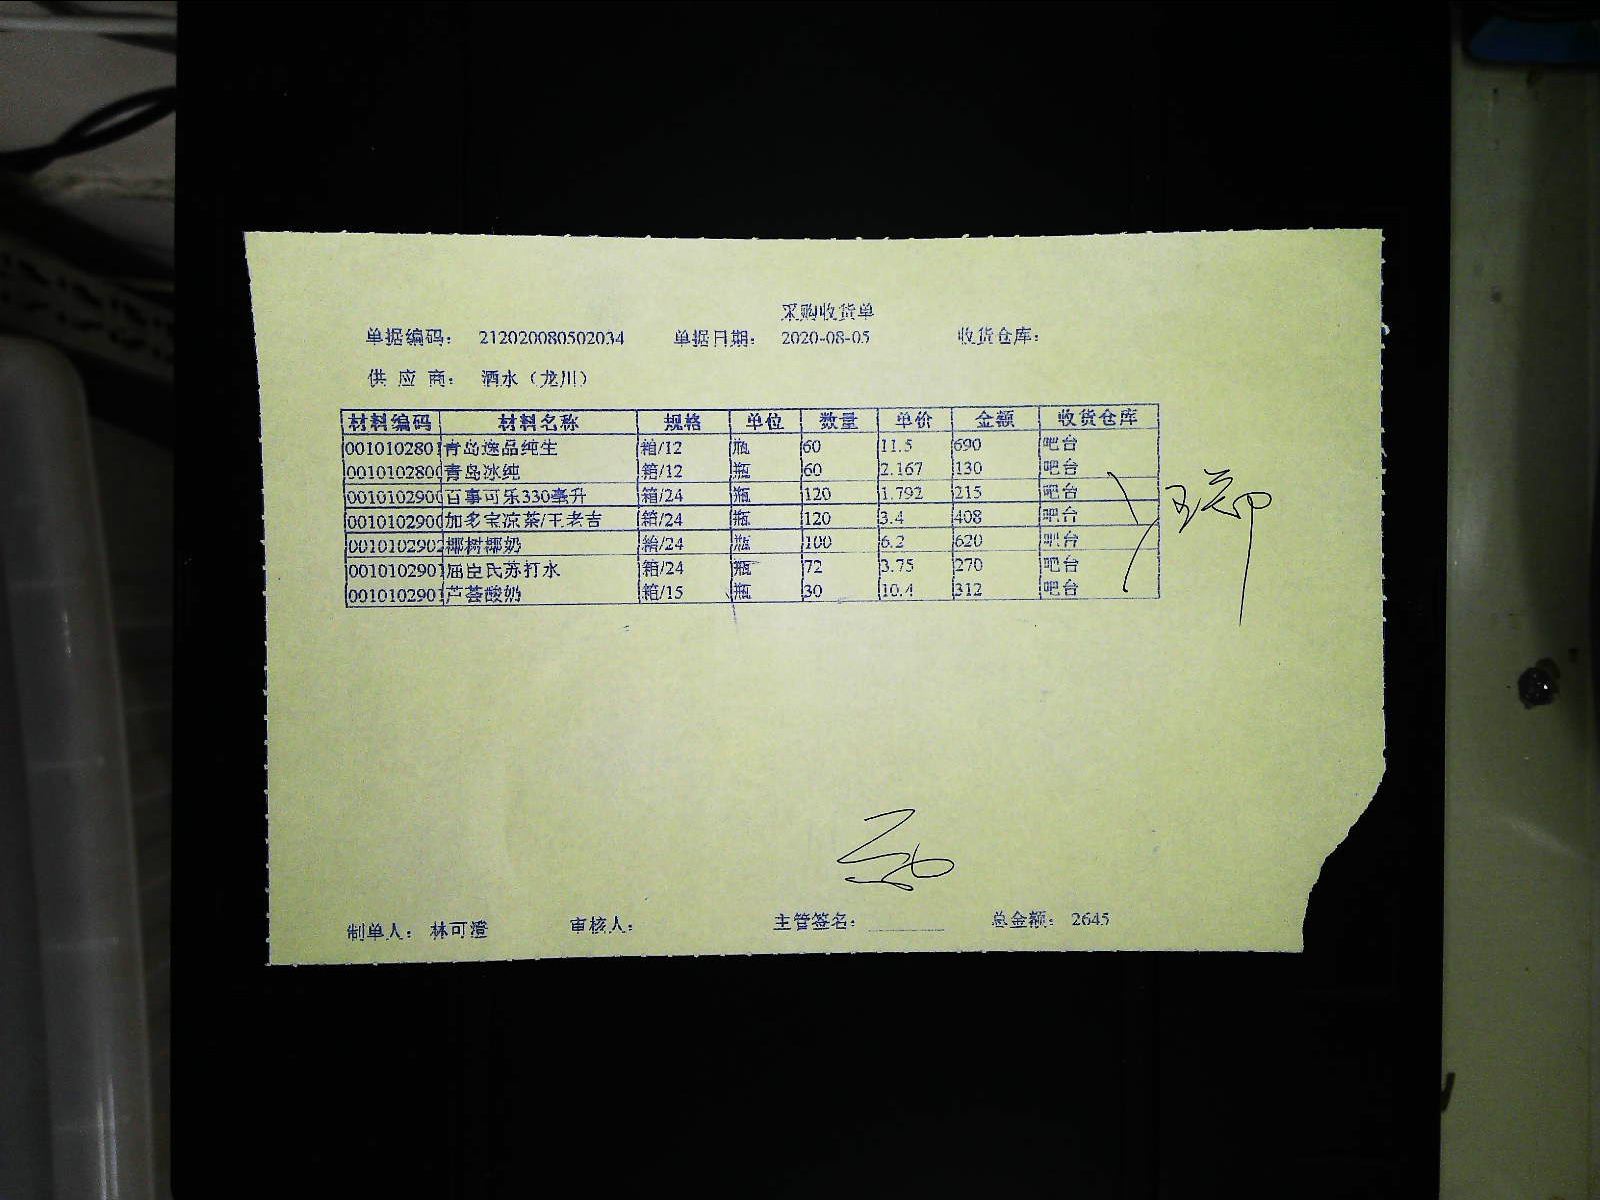 采购收货单
单据编码： 212020080502034 单据日期： 2020-08-05 收货仓库：
供 应 商： 酒水（龙川）
材料编码 材料名称 规格 单位 数量 单价 金额 收货仓库
0010102801 青岛逸品纯生 箱/12 瓶 60 11.5 690 吧台
001010280 青岛冰纯 箱/12 瓶 60 2.167 130 吧台
001010290 百事可乐330毫升 箱/24 瓶 120 1.792 215 吧台
001010290 加多宝凉茶/王老吉 箱/24 瓶 120 3.4 408 吧台
0010102902 椰树椰奶 箱/24 瓶 100 6.2 620 吧台
0010102901 屈臣氏苏打水 箱/24 瓶 72 3.75 270 吧台
0010102901 芦荟酸奶 箱/15 瓶 30 10.4 312 吧台
制单人： 林可澄 审核人： 主管签名： 总金额： 2645